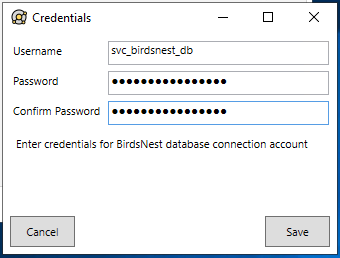 Credentials
Username svc_birdsnest_db
Password ●●●●●●●●●●●●●●●●
Confirm Password ●●●●●●●●●●●●●●●●
Enter credentials for BirdsNest database connection account
Cancel Save